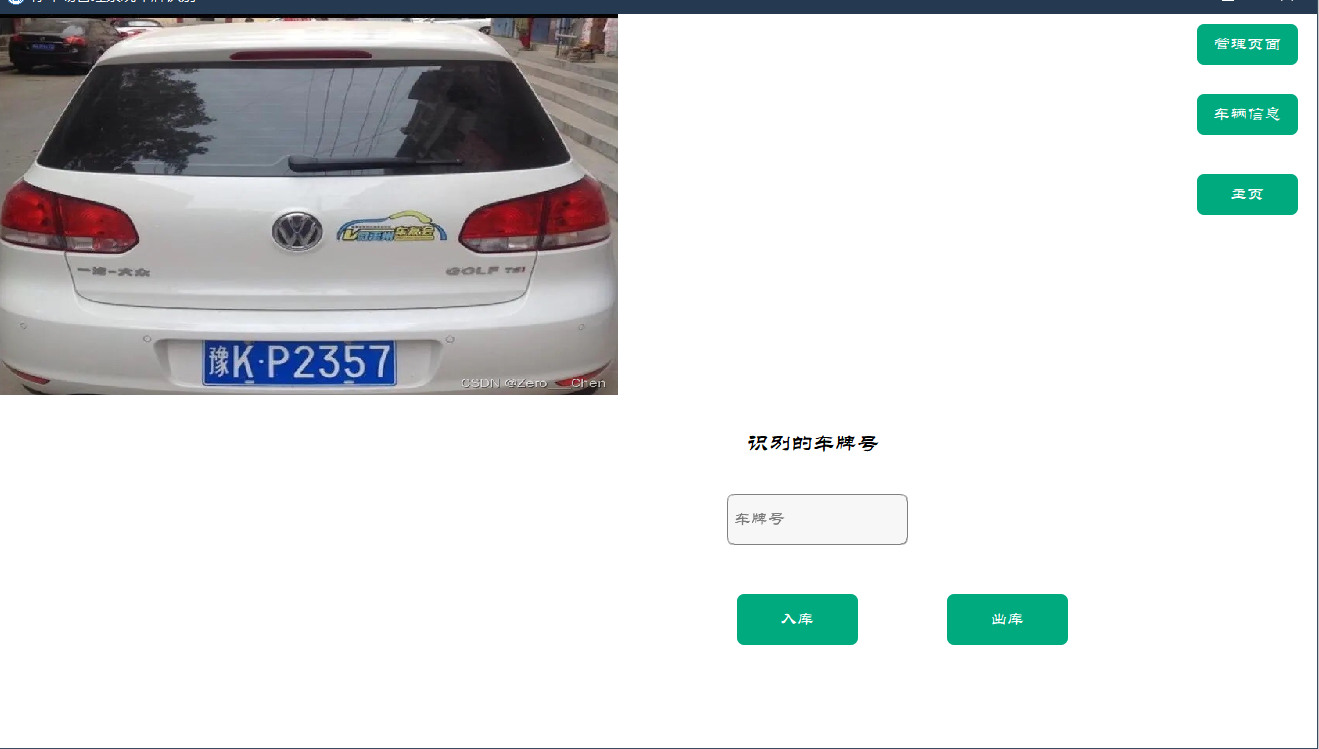 管理页面
车辆信息
主页
一汽-大众
GOLF TSI
豫K·P2357
CSDN @Zero___Chen
识别的车牌号
车牌号
入库
出库